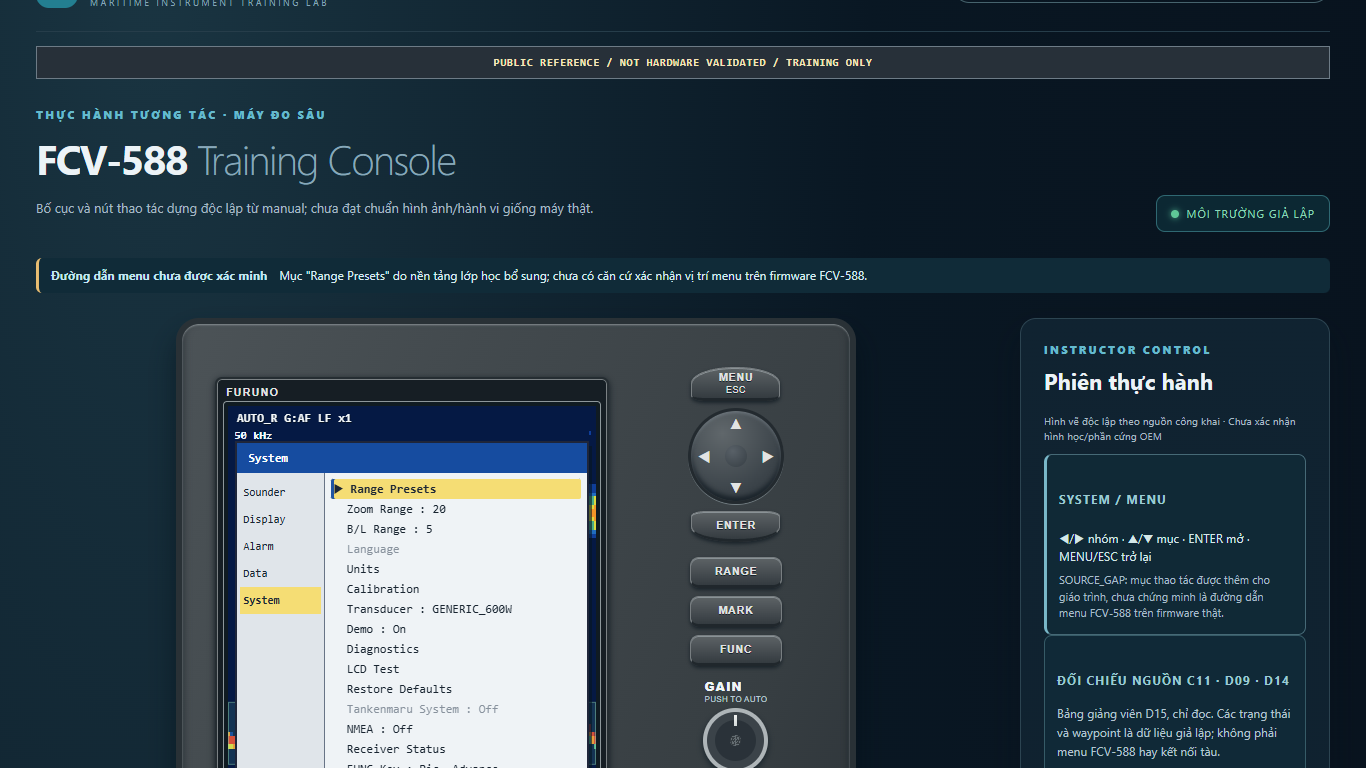 MARITIME INSTRUMENT TRAINING LAB
PUBLIC REFERENCE / NOT HARDWARE VALIDATED / TRAINING ONLY
THỰC HÀNH TƯƠNG TÁC · MÁY ĐO SÂU
FCV-588 Training Console
Bố cục và nút thao tác dựng độc lập từ manual; chưa đạt chuẩn hình ảnh/hành vi giống máy thật.
MÔI TRƯỜNG GIẢ LẬP
Đường dẫn menu chưa được xác minh Mục "Range Presets" do nền tảng lớp học bổ sung; chưa có căn cứ xác nhận vị trí menu trên firmware FCV-588.
FURUNO
AUTO_R G:AF LF x1
50 kHz
System
Sounder
Display
Alarm
Data
System
▶ Range Presets
Zoom Range : 20
B/L Range : 5
Language
Units
Calibration
Transducer : GENERIC_600W
Demo : On
Diagnostics
LCD Test
Restore Defaults
Tankenmaru System : Off
NMEA : Off
Receiver Status
FUNC Key : Pic. Advance
MENU
ESC
▲
◀ ▶
▼
ENTER
RANGE
MARK
FUNC
GAIN
PUSH TO AUTO
INSTRUCTOR CONTROL
Phiên thực hành
Hình vẽ độc lập theo nguồn công khai · Chưa xác nhận
hình học/phần cứng OEM
SYSTEM / MENU
◀/▶ nhóm · ▲/▼ mục · ENTER mở ·
MENU/ESC trở lại
SOURCE_GAP: mục thao tác được thêm cho
giáo trình, chưa chứng minh là đường dẫn
menu FCV-588 trên firmware thật.
ĐỐI CHIẾU NGUỒN C11 · D09 · D14
Bảng giảng viên D15, chỉ đọc. Các trạng thái
và waypoint là dữ liệu giả lập; không phải
menu FCV-588 hay kết nối tàu.